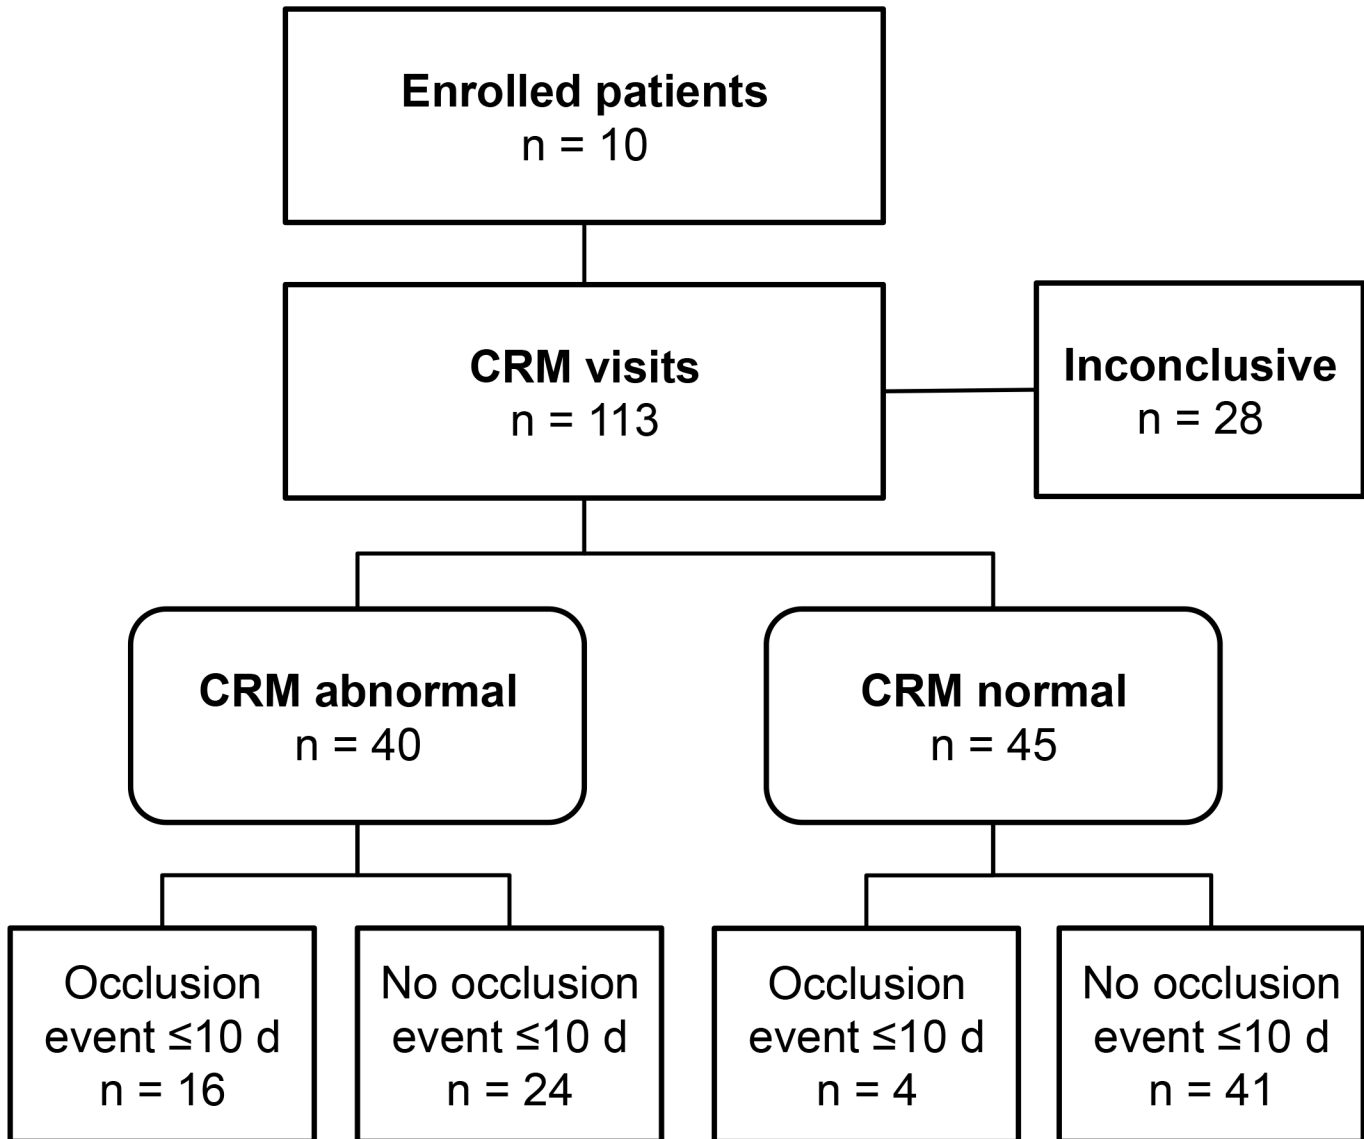 Enrolled patients
n = 10
CRM visits
n = 113
Inconclusive
n = 28
CRM abnormal
n = 40
CRM normal
n = 45
Occlusion
event ≤10 d
n = 16
No occlusion
event ≤10 d
n = 24
Occlusion
event ≤10 d
n = 4
No occlusion
event ≤10 d
n = 41